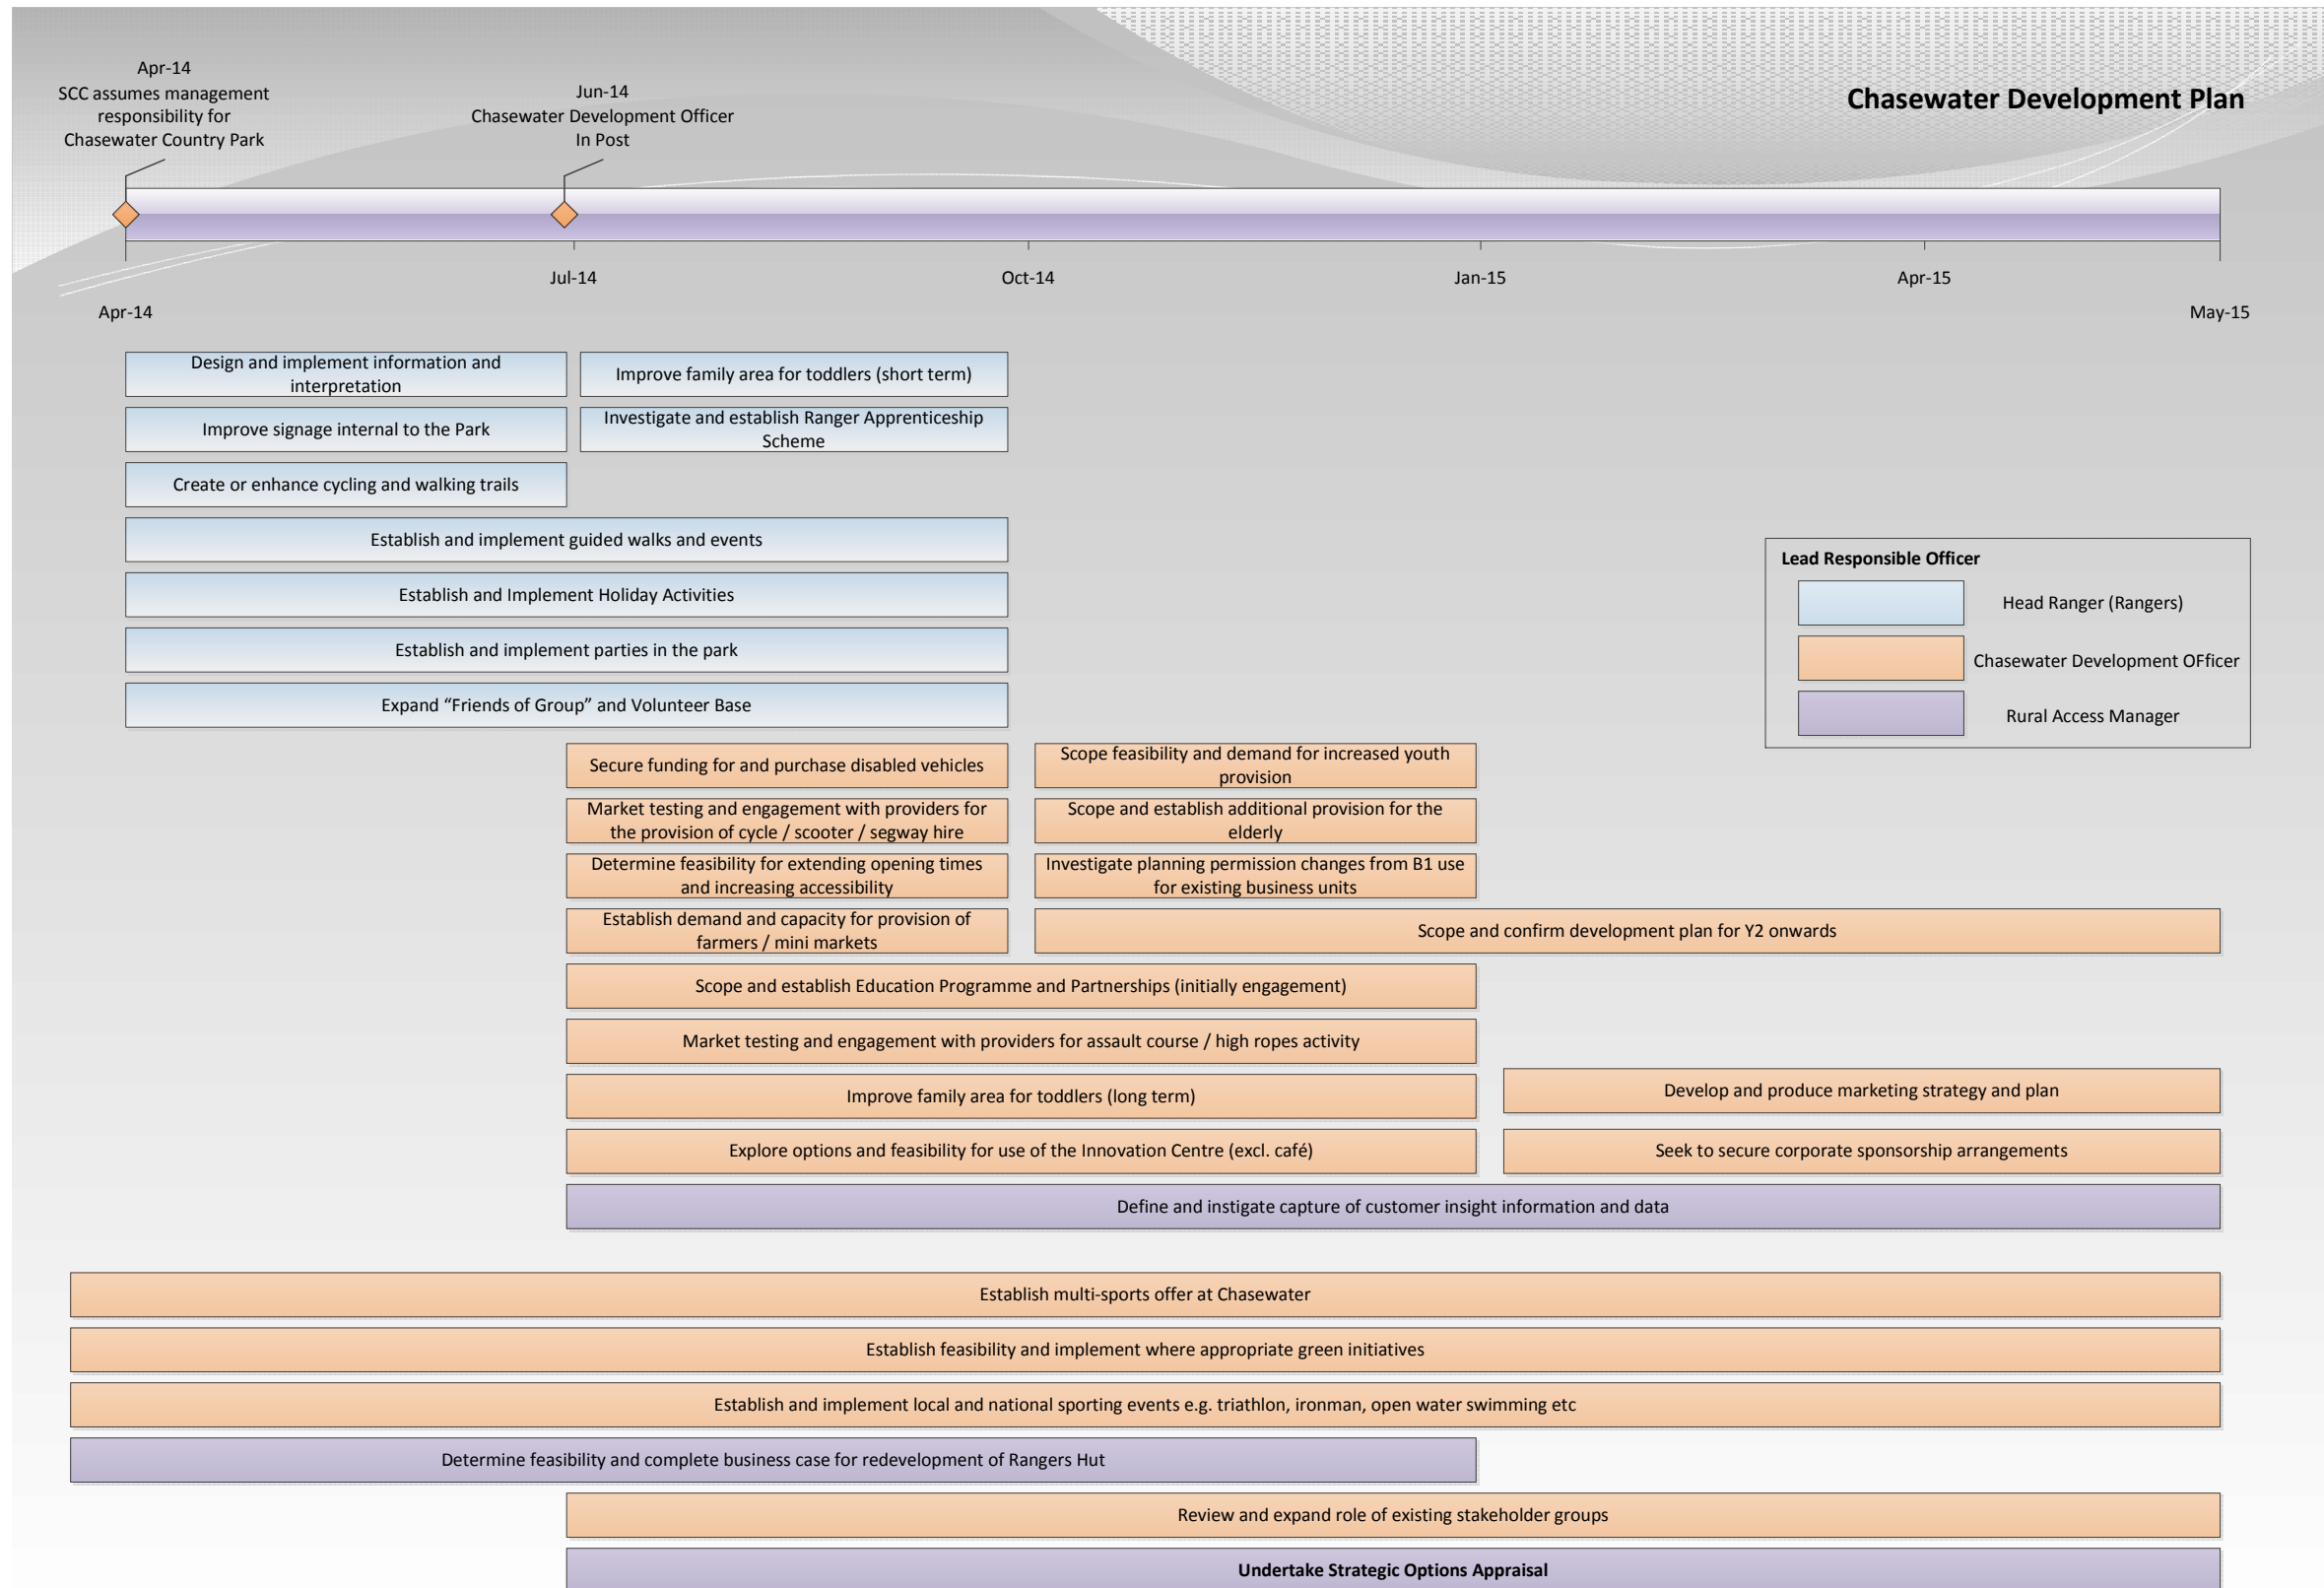 Apr-14
SCC assumes management
responsibility for
Chasewater Country Park
Jun-14
Chasewater Development Officer
In Post
Chasewater Development Plan
Jul-14
Oct-14
Jan-15
Apr-15
Apr-14
May-15
Design and implement information and
interpretation
Improve family area for toddlers (short term)
Improve signage internal to the Park
Investigate and establish Ranger Apprenticeship
Scheme
Create or enhance cycling and walking trails
Establish and implement guided walks and events
Establish and Implement Holiday Activities
Establish and implement parties in the park
Expand “Friends of Group” and Volunteer Base
Lead Responsible Officer
Head Ranger (Rangers)
Chasewater Development OFficer
Rural Access Manager
Secure funding for and purchase disabled vehicles
Scope feasibility and demand for increased youth
provision
Market testing and engagement with providers for
the provision of cycle / scooter / segway hire
Scope and establish additional provision for the
elderly
Determine feasibility for extending opening times
and increasing accessibility
Investigate planning permission changes from B1 use
for existing business units
Establish demand and capacity for provision of
farmers / mini markets
Scope and confirm development plan for Y2 onwards
Scope and establish Education Programme and Partnerships (initially engagement)
Market testing and engagement with providers for assault course / high ropes activity
Improve family area for toddlers (long term)
Develop and produce marketing strategy and plan
Explore options and feasibility for use of the Innovation Centre (excl. café)
Seek to secure corporate sponsorship arrangements
Define and instigate capture of customer insight information and data
Establish multi-sports offer at Chasewater
Establish feasibility and implement where appropriate green initiatives
Establish and implement local and national sporting events e.g. triathlon, ironman, open water swimming etc
Determine feasibility and complete business case for redevelopment of Rangers Hut
Review and expand role of existing stakeholder groups
Undertake Strategic Options Appraisal